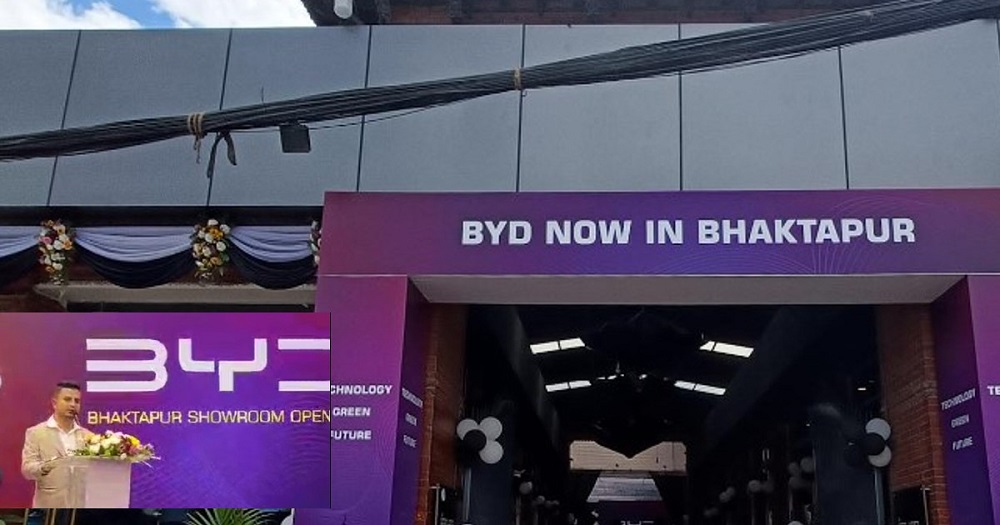 BYD NOW IN BHAKTAPUR
BYD
BHAKTAPUR SHOWROOM OPEN
TECHNOLOGY
GREEN
FUTURE
TECHNOLOGY
GREEN
FUTURE